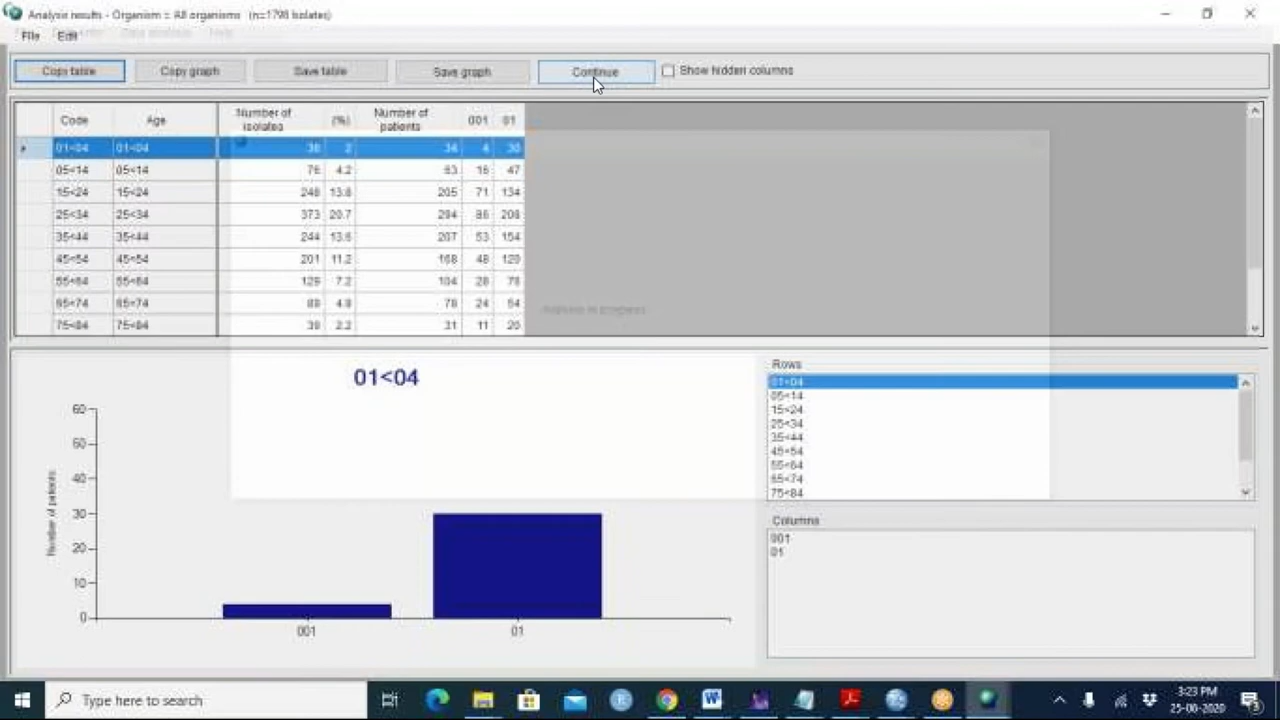 Analysis results - Organism = All organisms (n=1798 Isolates)
File Edit
Copy table Copy graph Save table Save graph Continue Show hidden columns
Code Age Number of isolates (%) Number of patients 001 01
01<04 01<04 36 2 34 4 30
05<14 05<14 76 4.2 63 16 47
15<24 15<24 248 13.8 205 71 134
25<34 25<34 373 20.7 294 86 208
35<44 35<44 244 13.6 207 53 154
45<54 45<54 201 11.2 168 48 120
55<64 55<64 129 7.2 104 28 76
65<74 65<74 4.9 78 24 54
75<84 75<84 39 2.2 31 11 20
Analysis in progress
01<04
Number of patients
60
50
40
30
20
10
0
001 01
Rows
01<04
05<14
15<24
25<34
35<44
45<54
55<64
65<74
75<84
Columns
001
01
Type here to search
3:23 PM
25-06-2020